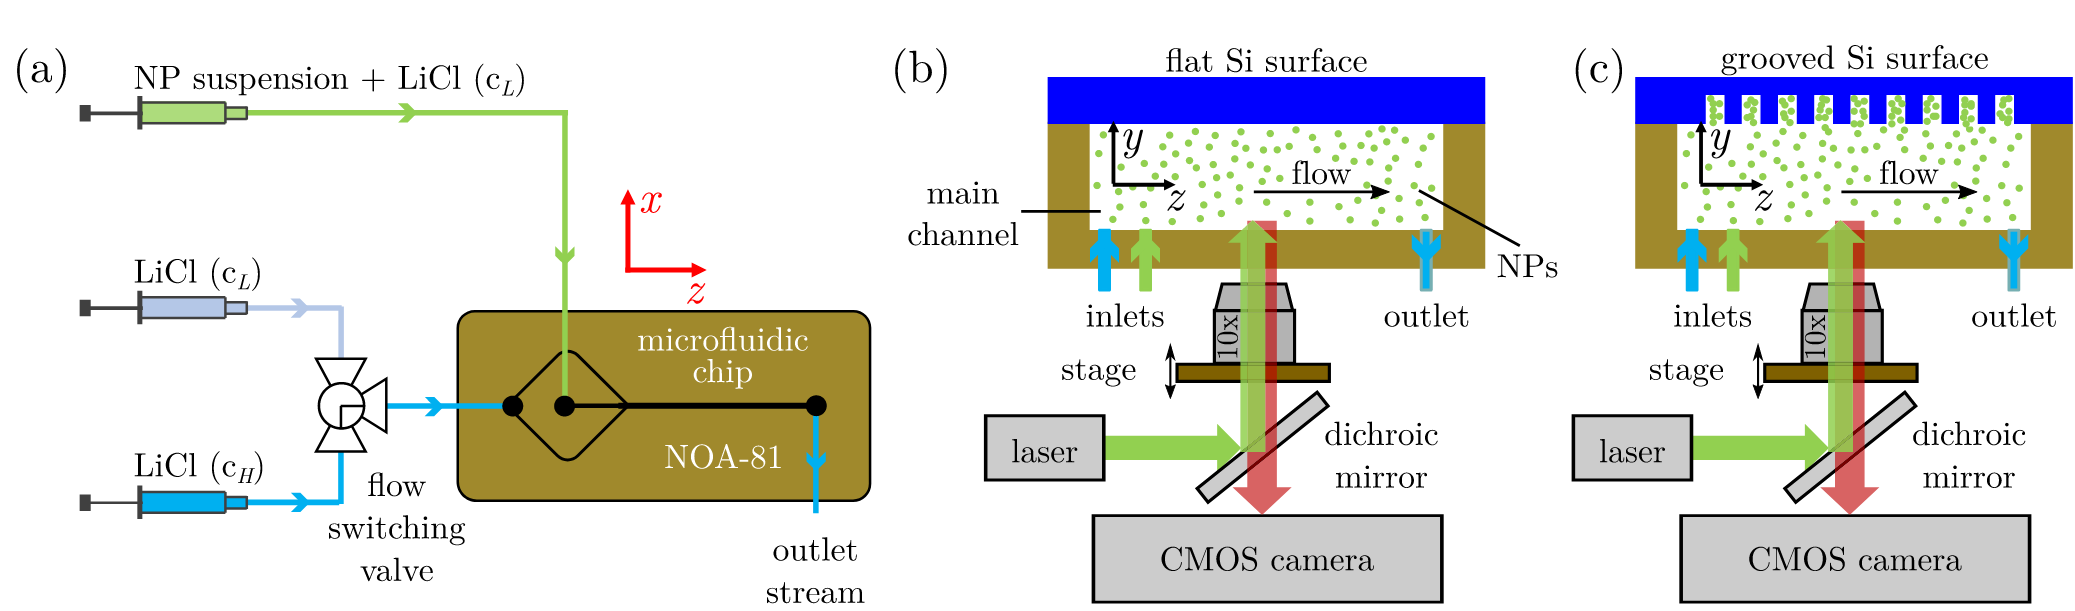 (a)
NP suspension + LiCl (c_L)
x
z
LiCl (c_L)
LiCl (c_H)
flow
switching
valve
microfluidic
chip
NOA-81
outlet
stream
(b)
flat Si surface
y
z
flow
main
channel
NPs
inlets
outlet
10x
stage
laser
dichroic
mirror
CMOS camera
(c)
grooved Si surface
y
z
flow
inlets
outlet
10x
stage
laser
dichroic
mirror
CMOS camera